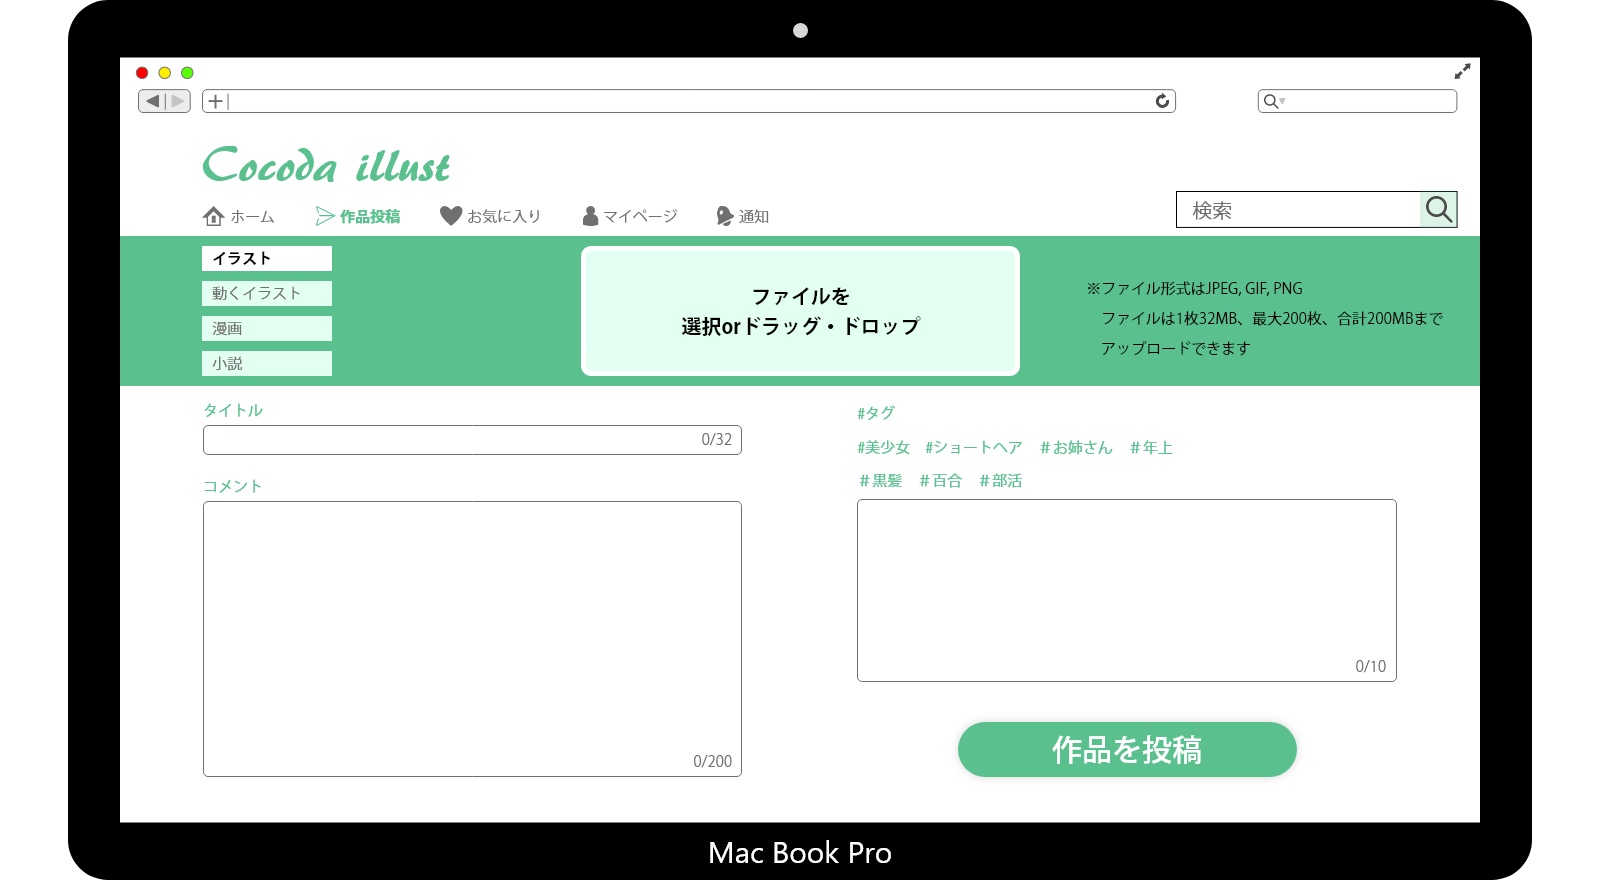 Cocoda illust
ホーム 作品投稿 お気に入り マイページ 通知
検索
イラスト
動くイラスト
漫画
小説
ファイルを
選択orドラッグ・ドロップ
※ファイル形式はJPEG, GIF, PNG
ファイルは1枚32MB、最大200枚、合計200MBまで
アップロードできます
タイトル
0/32
コメント
0/200
#タグ
#美少女 #ショートヘア #お姉さん #年上
#黒髪 #百合 #部活
0/10
作品を投稿
Mac Book Pro